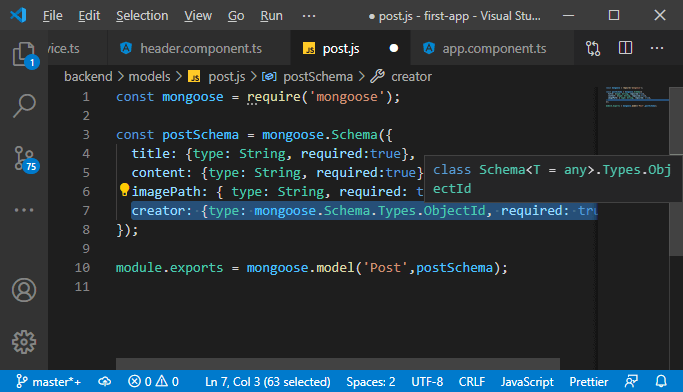 File Edit Selection View Go Run ··· ● post.js - first-app - Visual Stu...
vice.ts header.component.ts JS post.js ● app.component.ts ···
backend > models > JS post.js > postSchema > creator
1 const mongoose = require('mongoose');
2
3 const postSchema = mongoose.Schema({
4 title: {type: String, required:true},
5 content: {type: String, required:true}
6 imagePath: { type: String, required: t
class Schema<T = any>.Types.Obj
ectId
7 creator: {type: mongoose.Schema.Types.ObjectId, required: tru
8 });
9
10 module.exports = mongoose.model('Post',postSchema);
11
1
75
master*+ 0 0 Ln 7, Col 3 (63 selected) Spaces: 2 UTF-8 CRLF JavaScript Prettier